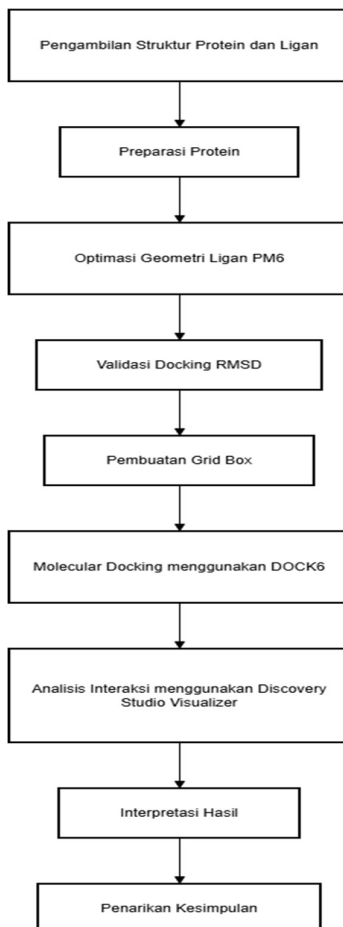 Pengambilan Struktur Protein dan Ligan
Preparasi Protein
Optimasi Geometri Ligan PM6
Validasi Docking RMSD
Pembuatan Grid Box
Molecular Docking menggunakan DOCK6
Analisis Interaksi menggunakan Discovery
Studio Visualizer
Interpretasi Hasil
Penarikan Kesimpulan